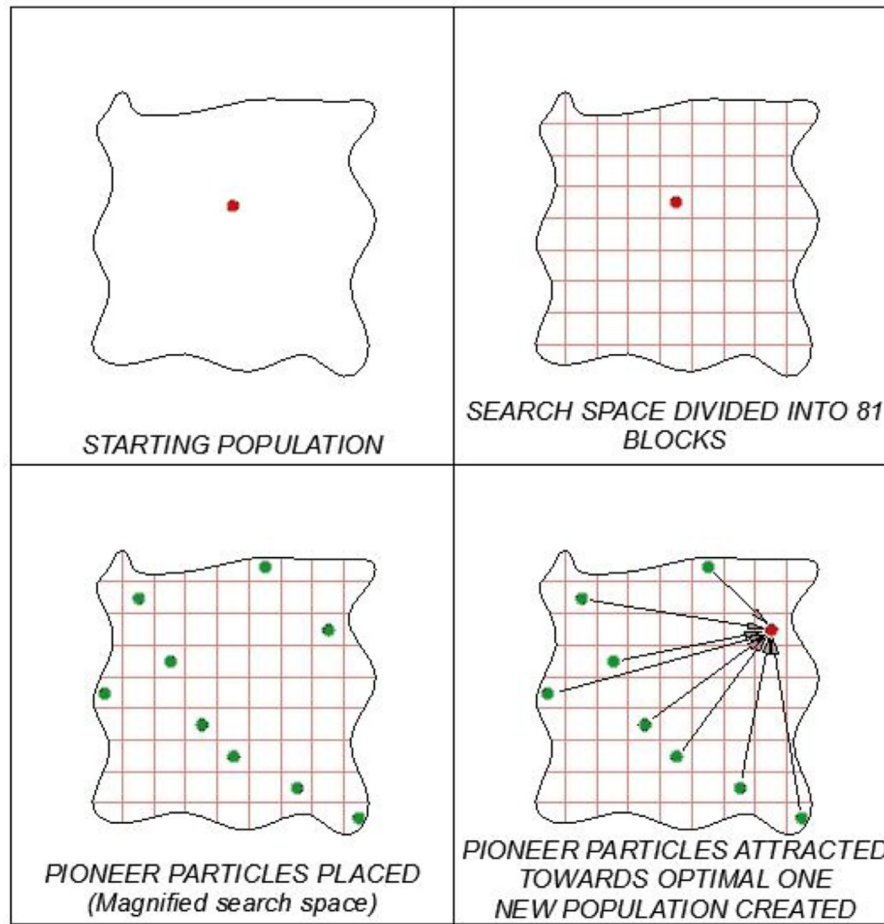 STARTING POPULATION
SEARCH SPACE DIVIDED INTO 81
BLOCKS
PIONEER PARTICLES PLACED
(Magnified search space)
PIONEER PARTICLES ATTRACTED
TOWARDS OPTIMAL ONE
NEW POPULATION CREATED